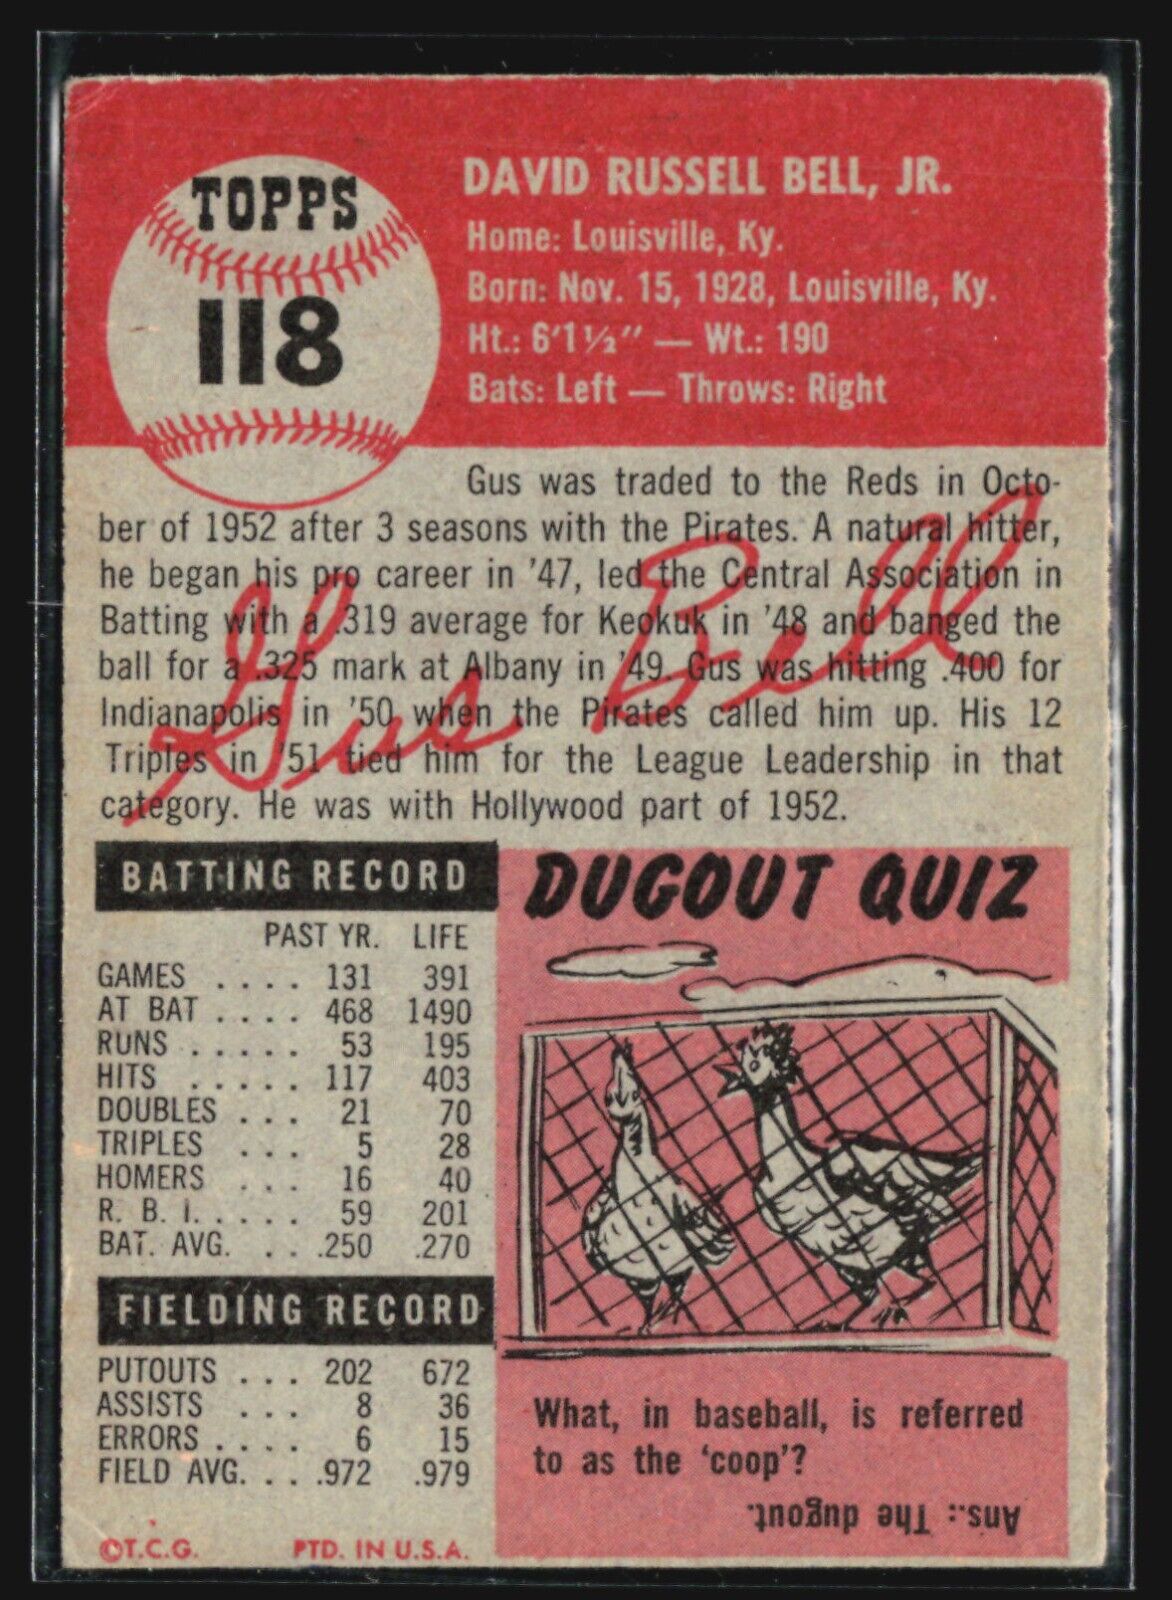 TOPPS
118
DAVID RUSSELL BELL, JR.
Home: Louisville, Ky.
Born: Nov. 15, 1928, Louisville, Ky.
Ht.: 6'1½" — Wt.: 190
Bats: Left — Throws: Right
Gus was traded to the Reds in Octo-
ber of 1952 after 3 seasons with the Pirates. A natural hitter,
he began his pro career in '47, led the Central Association in
Batting with a .319 average for Keokuk in '48 and banged the
ball for a .325 mark at Albany in '49. Gus was hitting .400 for
Indianapolis in '50 when the Pirates called him up. His 12
Triples in '51 tied him for the League Leadership in that
category. He was with Hollywood part of 1952.
Gus Bell
BATTING RECORD
PAST YR. LIFE
GAMES . . . . 131 391
AT BAT . . . . 468 1490
RUNS . . . . . 53 195
HITS . . . . . 117 403
DOUBLES . . . 21 70
TRIPLES . . . 5 28
HOMERS . . . 16 40
R. B. I. . . . . . 59 201
BAT. AVG. . . . .250 .270
FIELDING RECORD
PUTOUTS . . . 202 672
ASSISTS . . . 8 36
ERRORS . . . . 6 15
FIELD AVG. . . . .972 .979
©T.C.G. PTD. IN U.S.A.
DUGOUT QUIZ
What, in baseball, is referred
to as the 'coop'?
Ans.: The dugout.